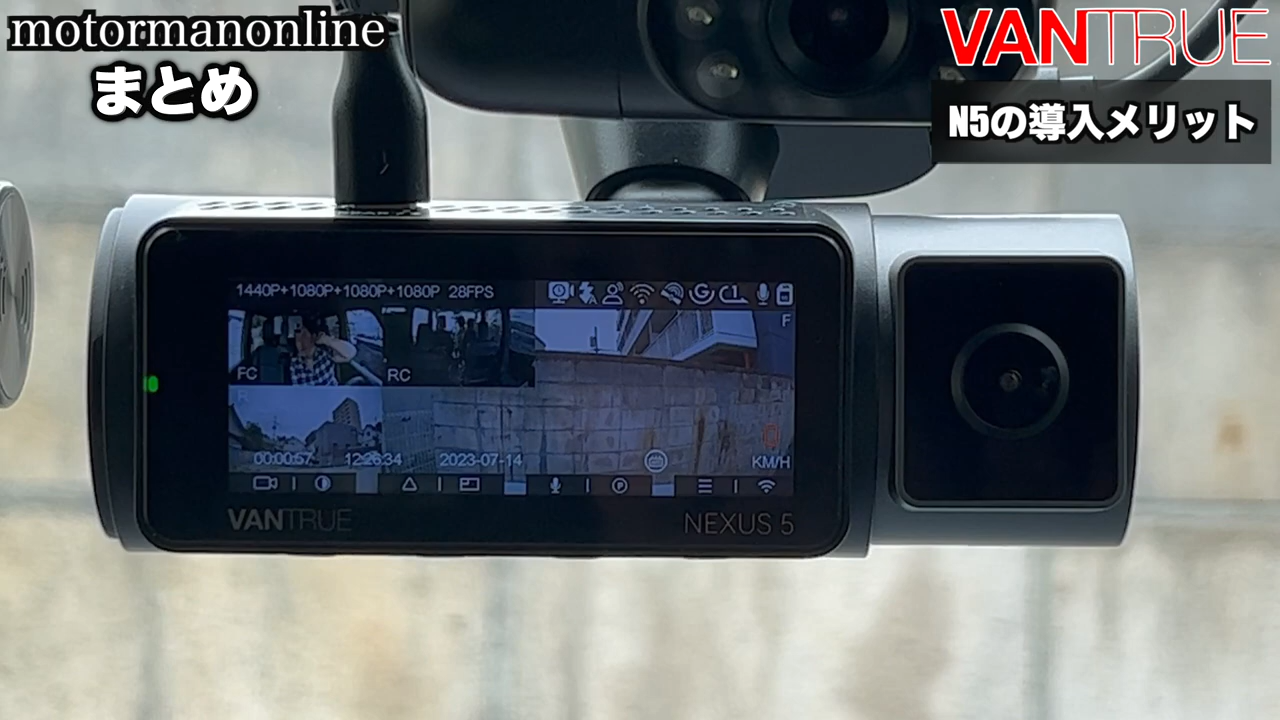 motormanonline
まとめ
VANTRUE
N5の導入メリット
1440P+1080P+1080P+1080P 28FPS
F
FC
RC
R
00:00:57 12:26:34 2023-07-14
KM/H
VANTRUE
NEXUS 5